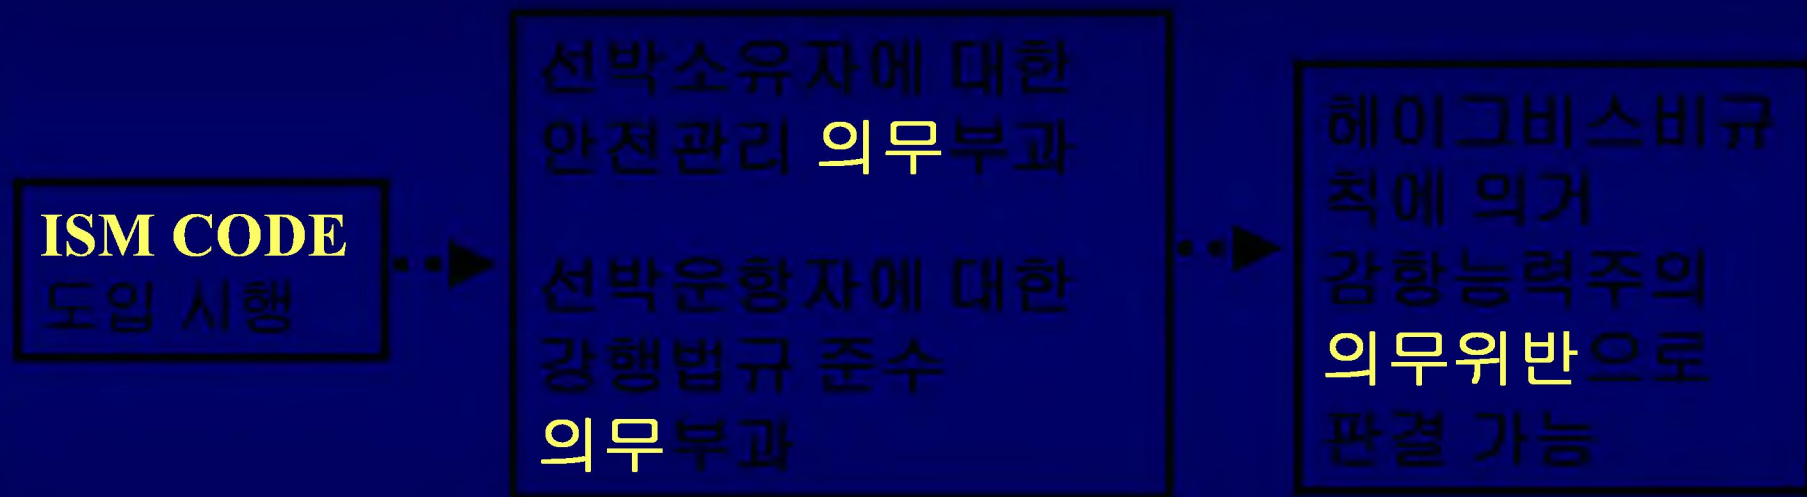 ISM CODE
도입 시행
선박소유자에 대한
안전관리 의무부과
선박운항자에 대한
강행법규 준수
의무부과
헤이그비스비규
칙에 의거
감항능력주의
의무위반으로
판결 가능